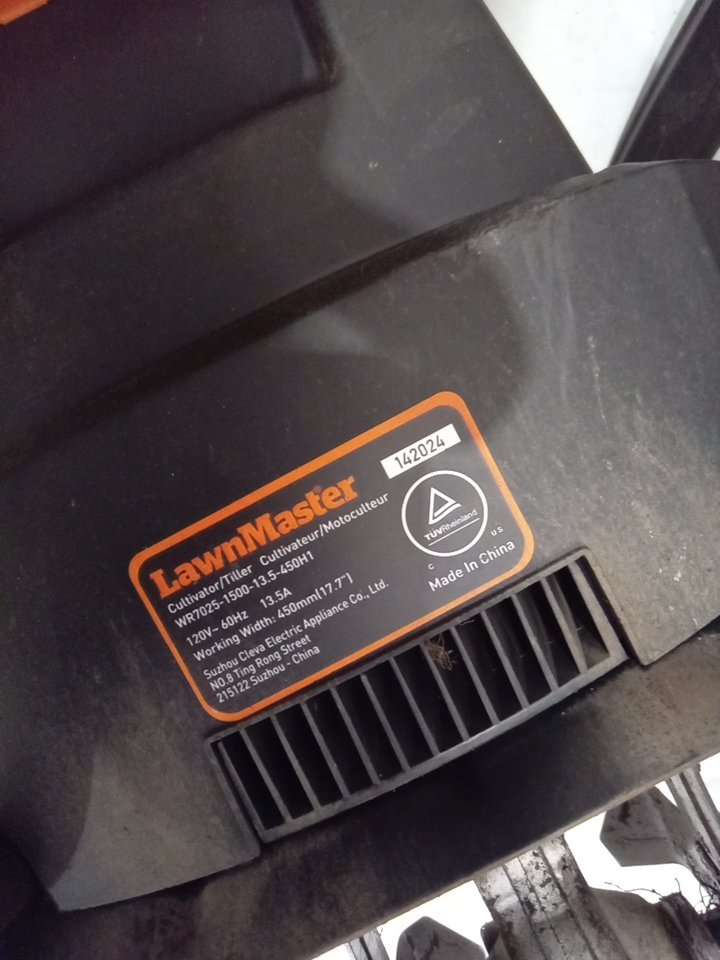 142024
LawnMaster®
Cultivator/Tiller Cultivateur/Motoculteur
WR7025-1500-13.5-450H1
120V~ 60Hz 13.5A
Working Width: 450mm(17.7")
Suzhou Cleva Electric Appliance Co., Ltd.
NO.8 Ting Rong Street
215122 Suzhou - China
TÜVRheinland
C US
Made In China